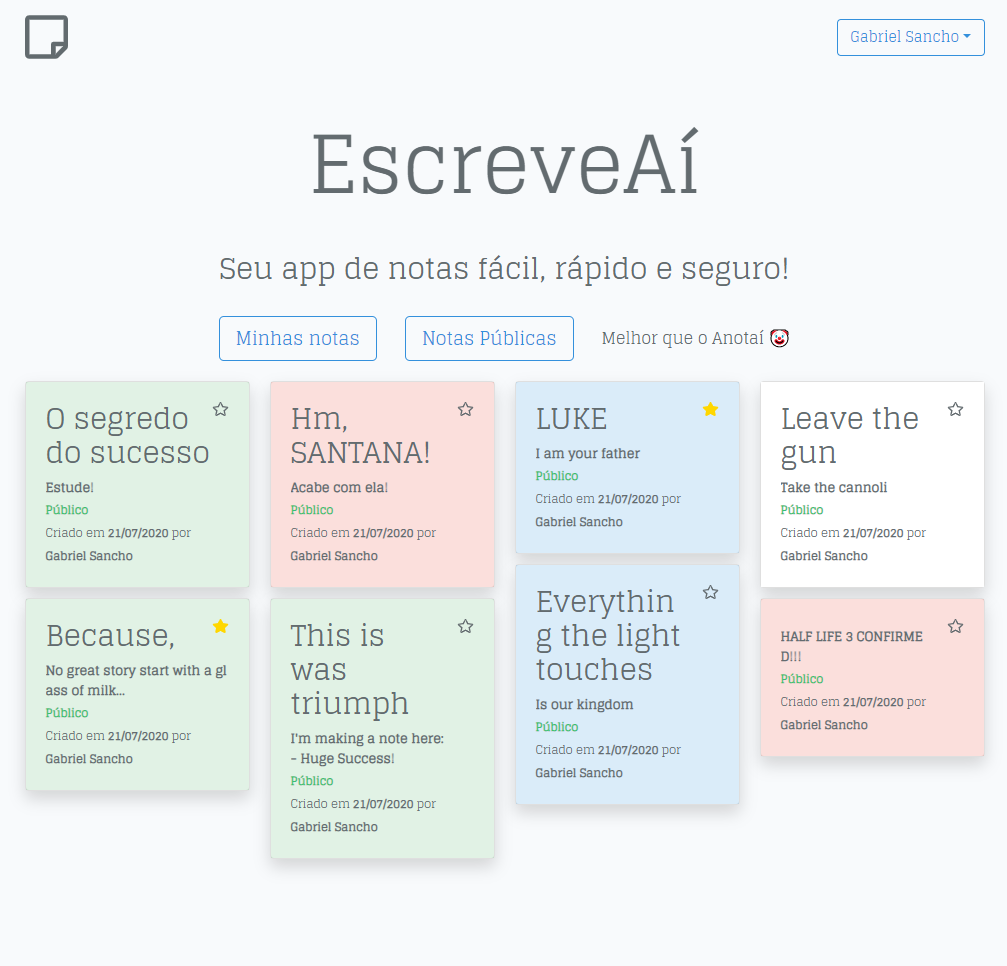 Gabriel Sancho
EscreveAí
Seu app de notas fácil, rápido e seguro!
Minhas notas
Notas Públicas
Melhor que o Anotaí 🤡
O segredo
do sucesso
Estude!
Público
Criado em 21/07/2020 por
Gabriel Sancho
Because,
No great story start with a gl
ass of milk...
Público
Criado em 21/07/2020 por
Gabriel Sancho
Hm,
SANTANA!
Acabe com ela!
Público
Criado em 21/07/2020 por
Gabriel Sancho
This is
was
triumph
I'm making a note here:
- Huge Success!
Público
Criado em 21/07/2020 por
Gabriel Sancho
LUKE
I am your father
Público
Criado em 21/07/2020 por
Gabriel Sancho
Everythin
g the light
touches
Is our kingdom
Público
Criado em 21/07/2020 por
Gabriel Sancho
Leave the
gun
Take the cannoli
Público
Criado em 21/07/2020 por
Gabriel Sancho
HALF LIFE 3 CONFIRME
D!!!
Público
Criado em 21/07/2020 por
Gabriel Sancho